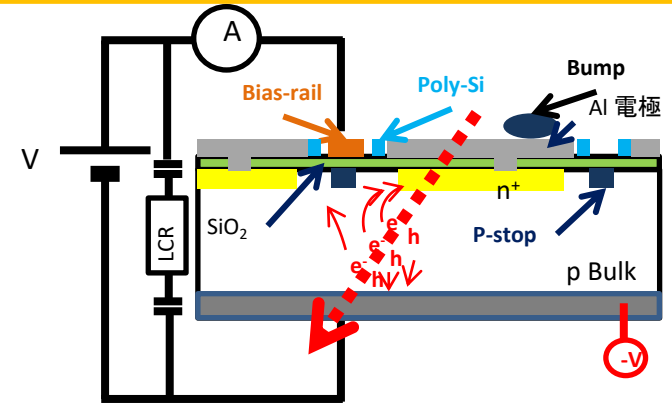 A
Bias-rail
Poly-Si
Bump
Al 電極
V
LCR
SiO₂
n⁺
P-stop
e
h
e⁻
h
e⁻
h
p Bulk
-V